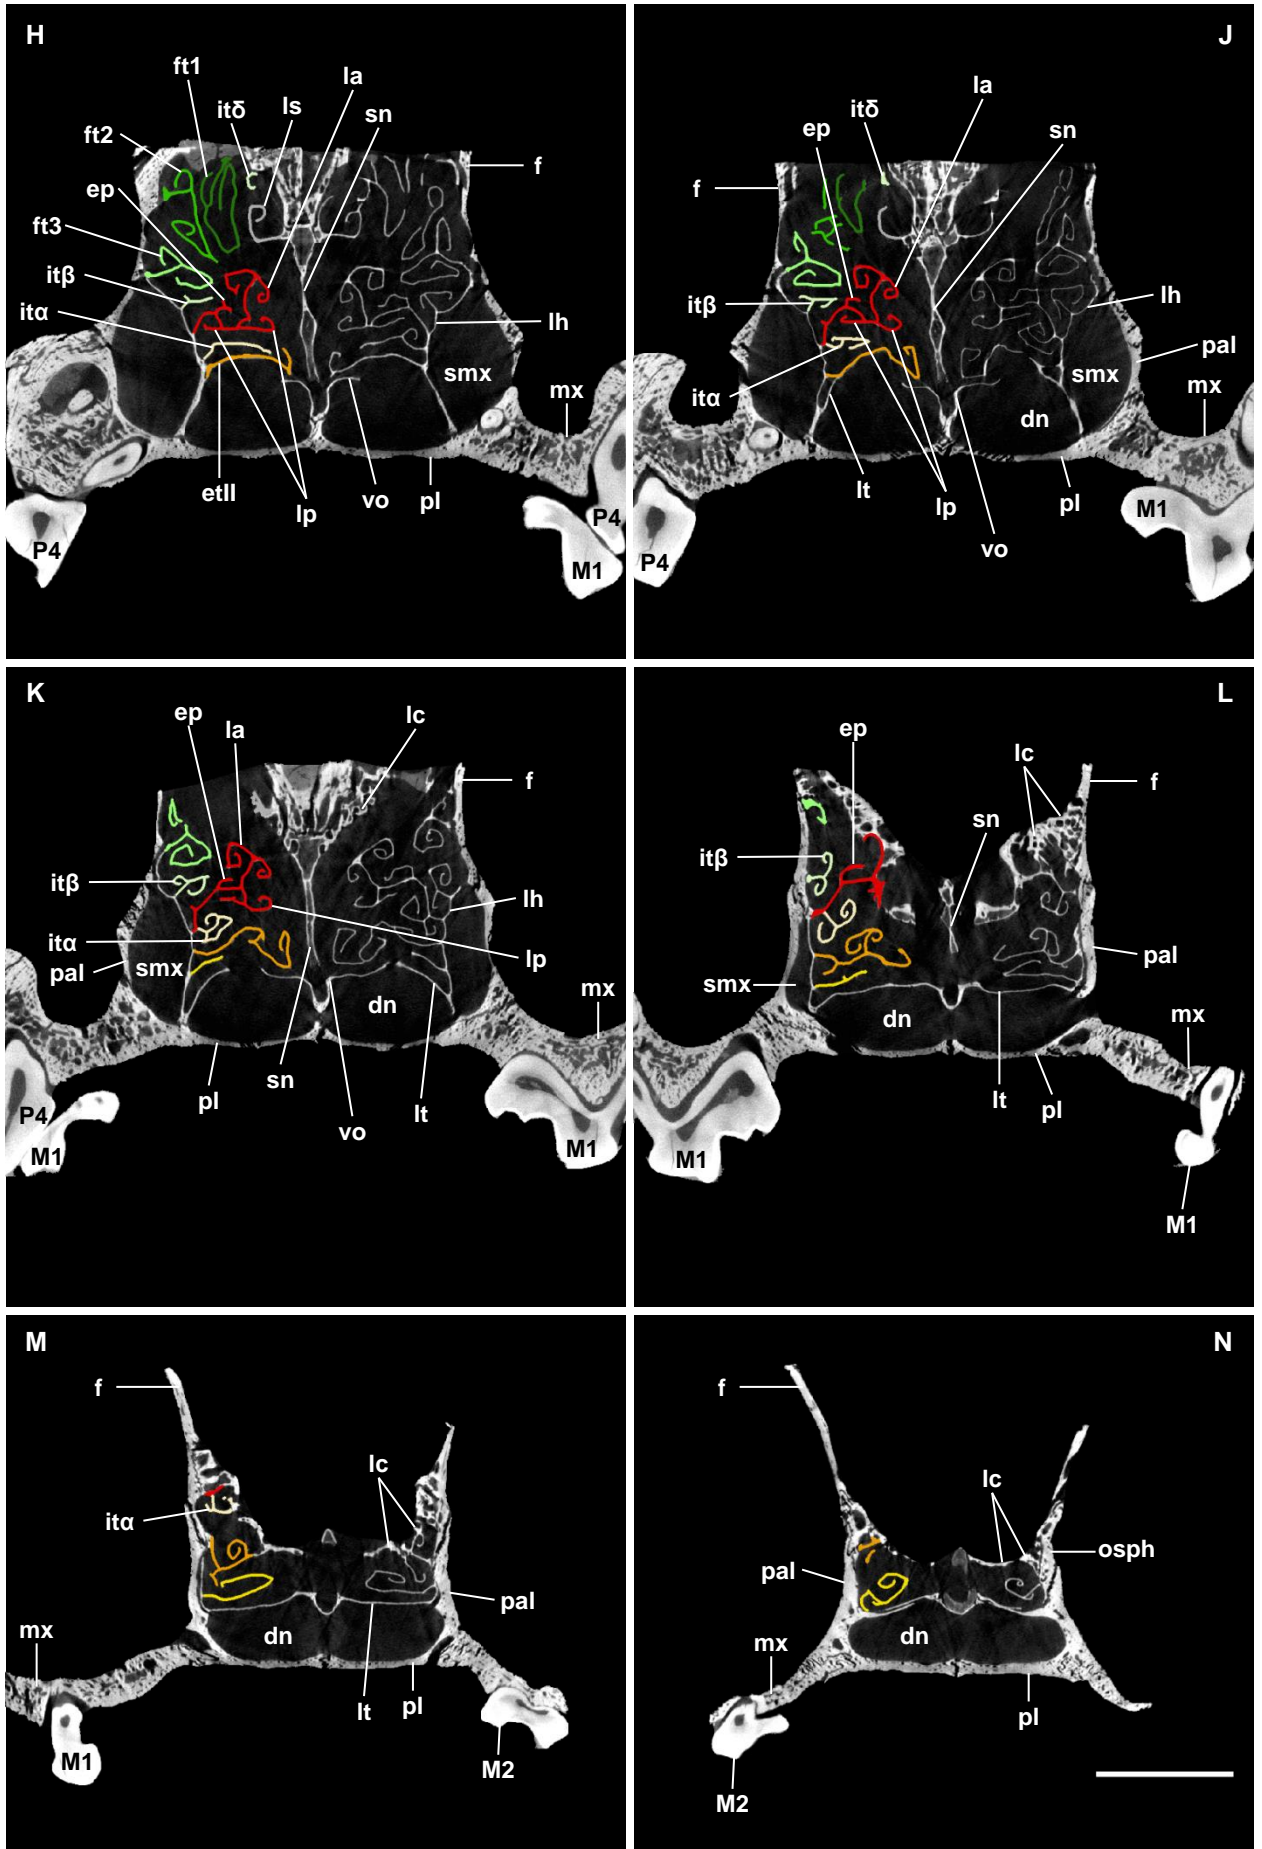 H
ft1
la
itδ
ls
sn
ft2
f
ep
ft3
itβ
itα
lh
smx
mx
etII
lp
vo
pl
P4
P4
M1
J
la
itδ
ep
sn
f
itβ
lh
pal
itα
smx
mx
dn
lt
lp
pl
M1
vo
P4
K
ep
la
lc
f
itβ
lh
itα
pal
smx
lp
dn
mx
sn
pl
lt
P4
vo
M1
M1
L
ep
lc
f
sn
itβ
pal
smx
dn
mx
lt
pl
M1
M1
M
f
lc
itα
pal
mx
dn
lt
pl
M1
M2
N
f
lc
osph
pal
dn
mx
pl
M2